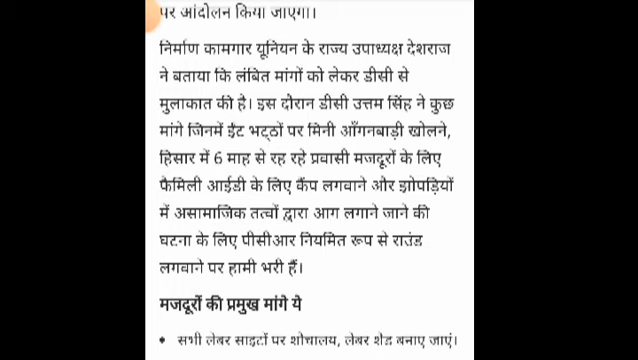 पर आंदोलन किया जाएगा।
निर्माण कामगार यूनियन के राज्य उपाध्यक्ष देशराज
ने बताया कि लंबित मांगों को लेकर डीसी से
मुलाकात की है। इस दौरान डीसी उत्तम सिंह ने कुछ
मांगे जिनमें ईंट भट्ठों पर मिनी आँगनबाड़ी खोलने,
हिसार में 6 माह से रह रहे प्रवासी मजदूरों के लिए
फैमिली आईडी के लिए कैंप लगवाने और झोपड़ियों
में असामाजिक तत्वों द्वारा आग लगाने जाने की
घटना के लिए पीसीआर नियमित रूप से राउंड
लगवाने पर हामी भरी हैं।
मजदूरों की प्रमुख मांगे ये
• सभी लेबर साइटों पर शोचालय, लेबर शेड बनाए जाएं।